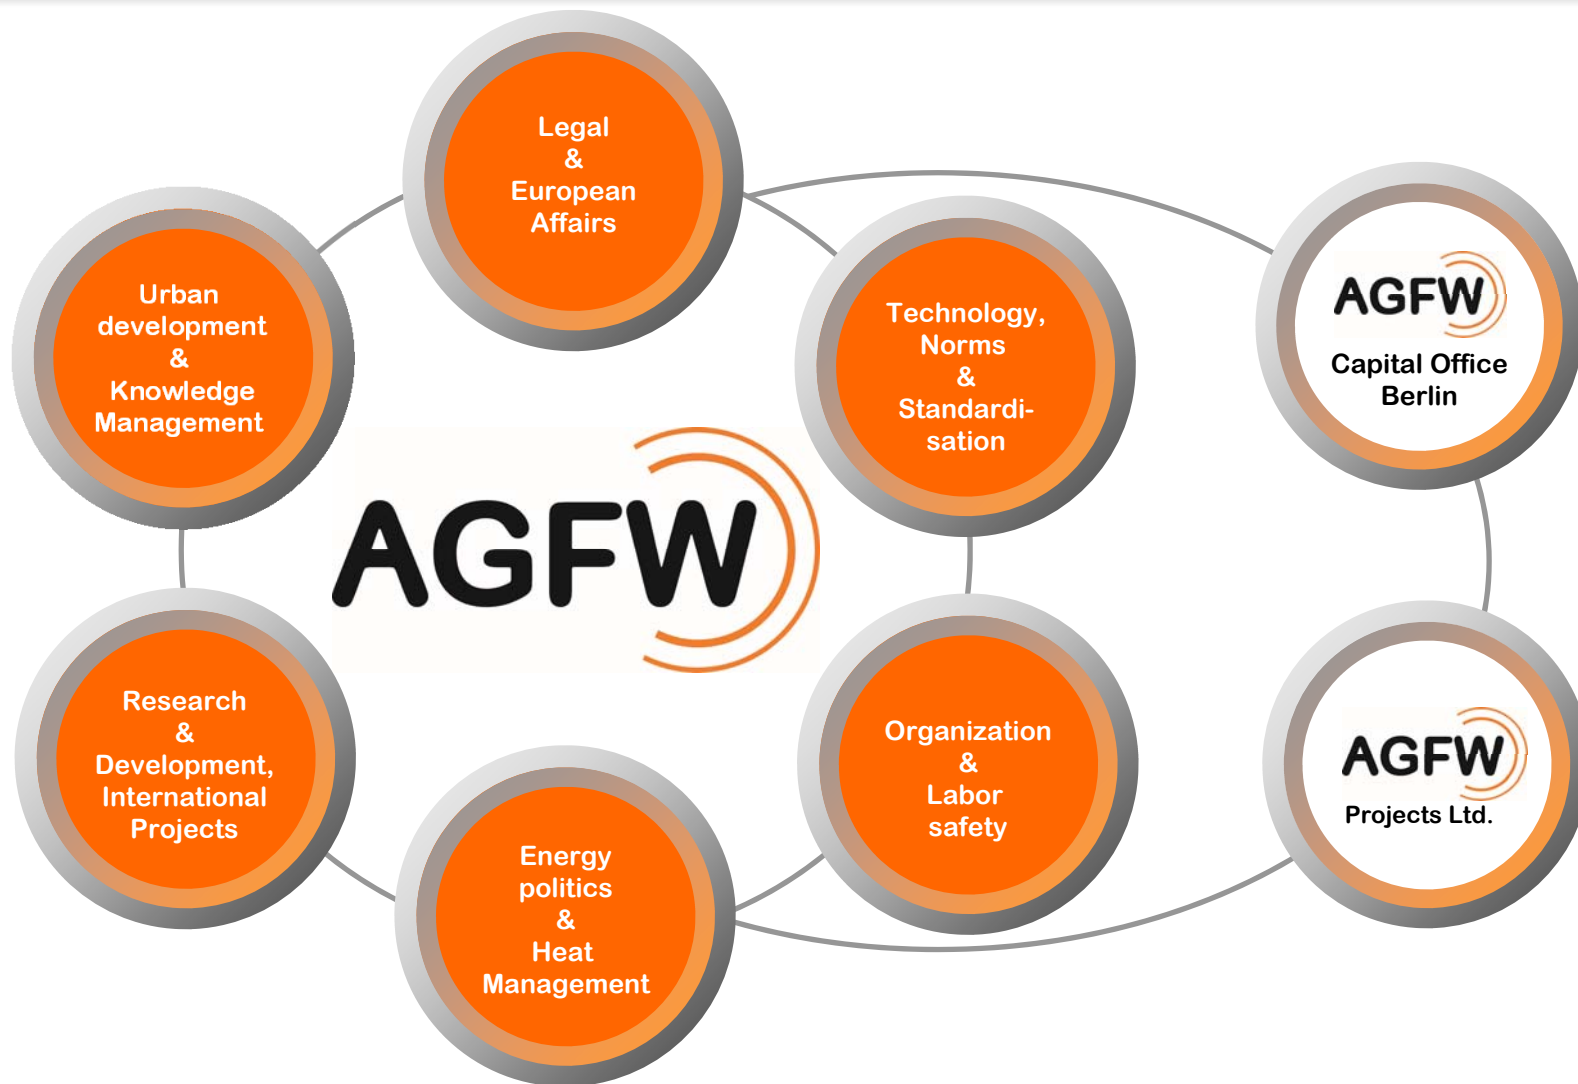 Legal
&
European
Affairs
Urban
development
&
Knowledge
Management
Technology,
Norms
&
Standardi-
sation
AGFW
Capital Office
Berlin
AGFW
Research
&
Development,
International
Projects
Organization
&
Labor
safety
AGFW
Projects Ltd.
Energy
politics
&
Heat
Management